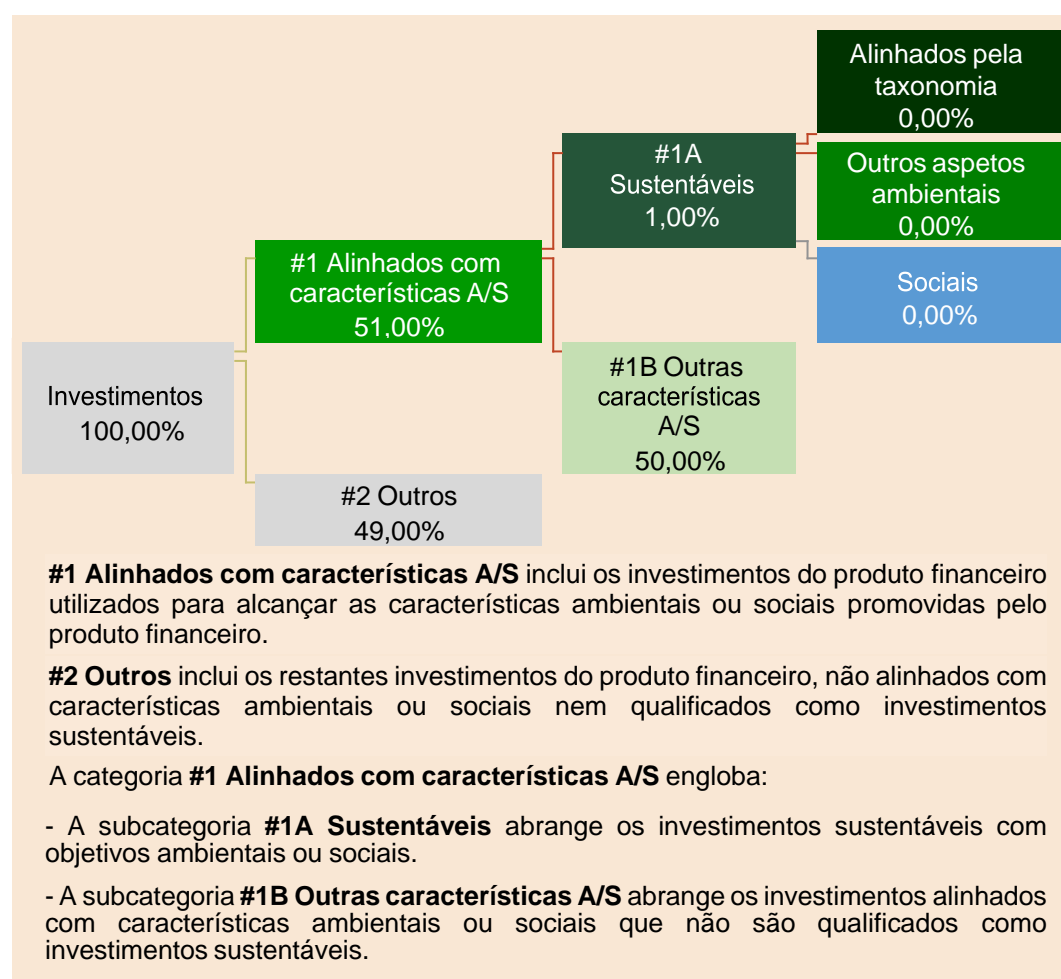 Alinhados pela
taxonomia
0,00%
#1A
Sustentáveis
1,00%
Outros aspetos
ambientais
0,00%
#1 Alinhados com
características A/S
51,00%
Sociais
0,00%
Investimentos
100,00%
#1B Outras
características
A/S
50,00%
#2 Outros
49,00%
#1 Alinhados com características A/S inclui os investimentos do produto financeiro
utilizados para alcançar as características ambientais ou sociais promovidas pelo
produto financeiro.
#2 Outros inclui os restantes investimentos do produto financeiro, não alinhados com
características ambientais ou sociais nem qualificados como investimentos
sustentáveis.
A categoria #1 Alinhados com características A/S engloba:
- A subcategoria #1A Sustentáveis abrange os investimentos sustentáveis com
objetivos ambientais ou sociais.
- A subcategoria #1B Outras características A/S abrange os investimentos alinhados
com características ambientais ou sociais que não são qualificados como
investimentos sustentáveis.